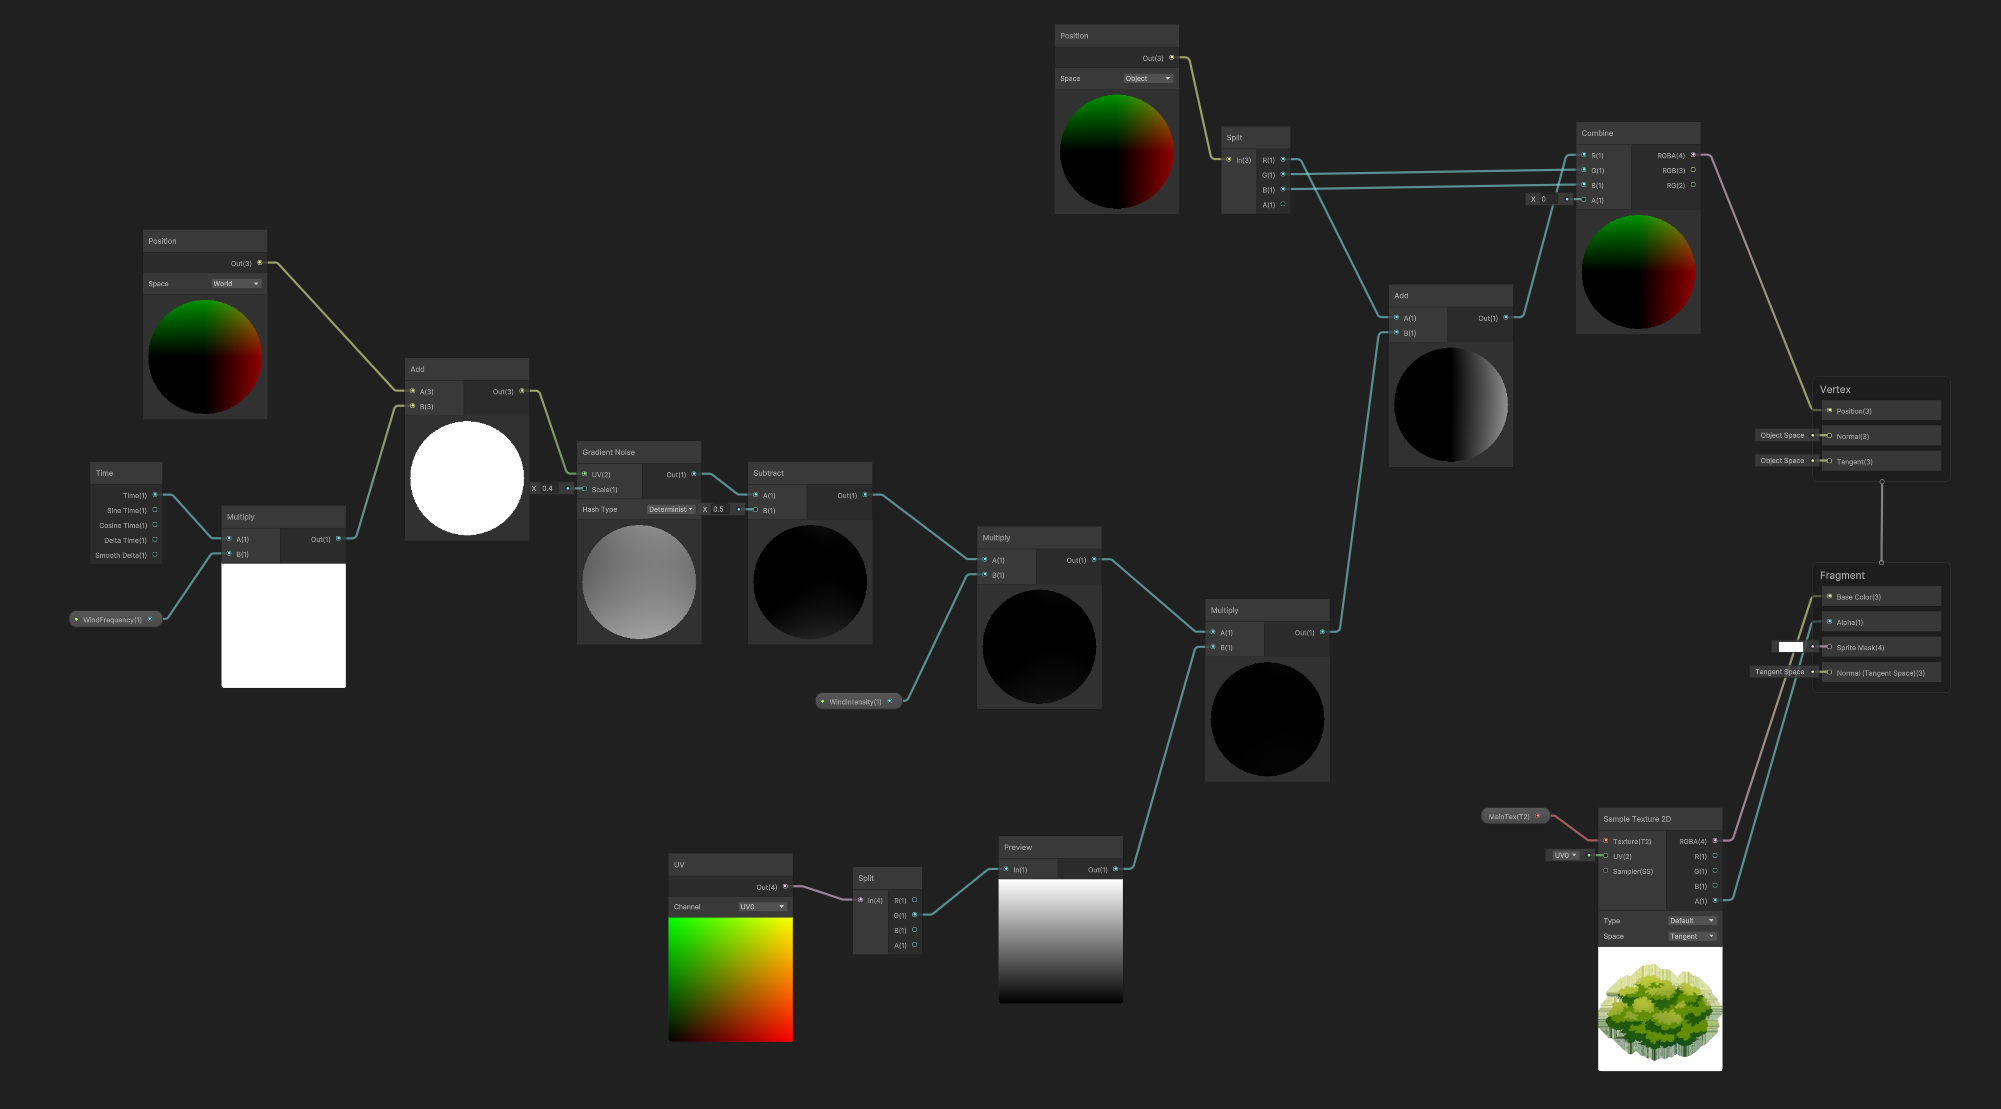 Position
Out(3)
Space Object
Split
In(3) R(1)
G(1)
B(1)
A(1)
Combine
R(1) RGBA(4)
G(1) RGB(3)
B(1) RG(2)
X 0 A(1)
Position
Out(3)
Space World
Add
A(1) Out(1)
B(1)
Add
A(3) Out(3)
B(3)
Vertex
Position(3)
Object Space Normal(3)
Object Space Tangent(3)
Time
Time(1)
Sine Time(1)
Cosine Time(1)
Delta Time(1)
Smooth Delta(1)
Multiply
A(1) Out(1)
B(1)
WindFrequency(1)
Gradient Noise
UV(2) Out(1)
X 0.4 Scale(1)
Hash Type Determinist
Subtract
A(1) Out(1)
X 0.5 B(1)
Multiply
A(1) Out(1)
B(1)
WindIntensity(1)
Multiply
A(1) Out(1)
B(1)
Fragment
Base Color(3)
Alpha(1)
Sprite Mask(4)
Tangent Space Normal (Tangent Space)(3)
UV
Out(4)
Channel UV0
Split
In(4) R(1)
G(1)
B(1)
A(1)
Preview
In(1) Out(1)
MainTex(T2)
Sample Texture 2D
Texture(T2) RGBA(4)
UV0 UV(2) R(1)
Sampler(SS) G(1)
B(1)
A(1)
Type Default
Space Tangent